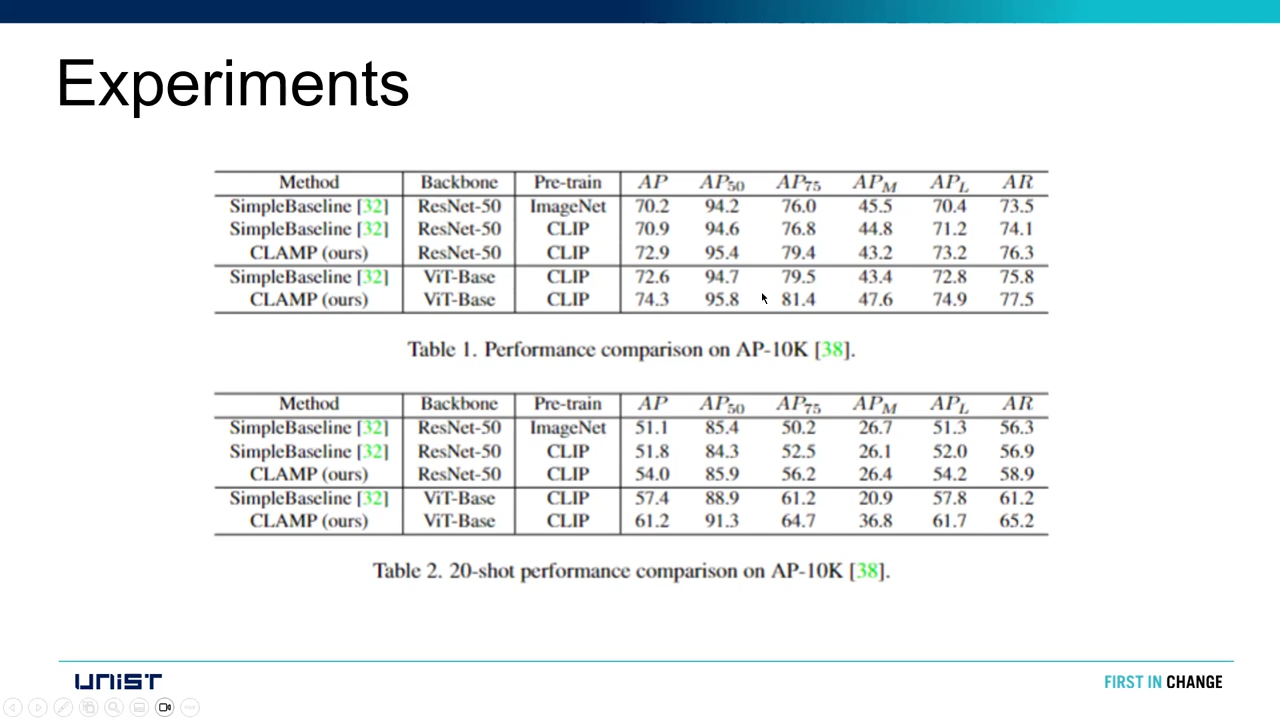 Experiments
Method Backbone Pre-train AP AP50 AP75 APM APL AR
SimpleBaseline [32] ResNet-50 ImageNet 70.2 94.2 76.0 45.5 70.4 73.5
SimpleBaseline [32] ResNet-50 CLIP 70.9 94.6 76.8 44.8 71.2 74.1
CLAMP (ours) ResNet-50 CLIP 72.9 95.4 79.4 43.2 73.2 76.3
SimpleBaseline [32] ViT-Base CLIP 72.6 94.7 79.5 43.4 72.8 75.8
CLAMP (ours) ViT-Base CLIP 74.3 95.8 81.4 47.6 74.9 77.5
Table 1. Performance comparison on AP-10K [38].
Method Backbone Pre-train AP AP50 AP75 APM APL AR
SimpleBaseline [32] ResNet-50 ImageNet 51.1 85.4 50.2 26.7 51.3 56.3
SimpleBaseline [32] ResNet-50 CLIP 51.8 84.3 52.5 26.1 52.0 56.9
CLAMP (ours) ResNet-50 CLIP 54.0 85.9 56.2 26.4 54.2 58.9
SimpleBaseline [32] ViT-Base CLIP 57.4 88.9 61.2 20.9 57.8 61.2
CLAMP (ours) ViT-Base CLIP 61.2 91.3 64.7 36.8 61.7 65.2
Table 2. 20-shot performance comparison on AP-10K [38].
UNIST
FIRST IN CHANGE